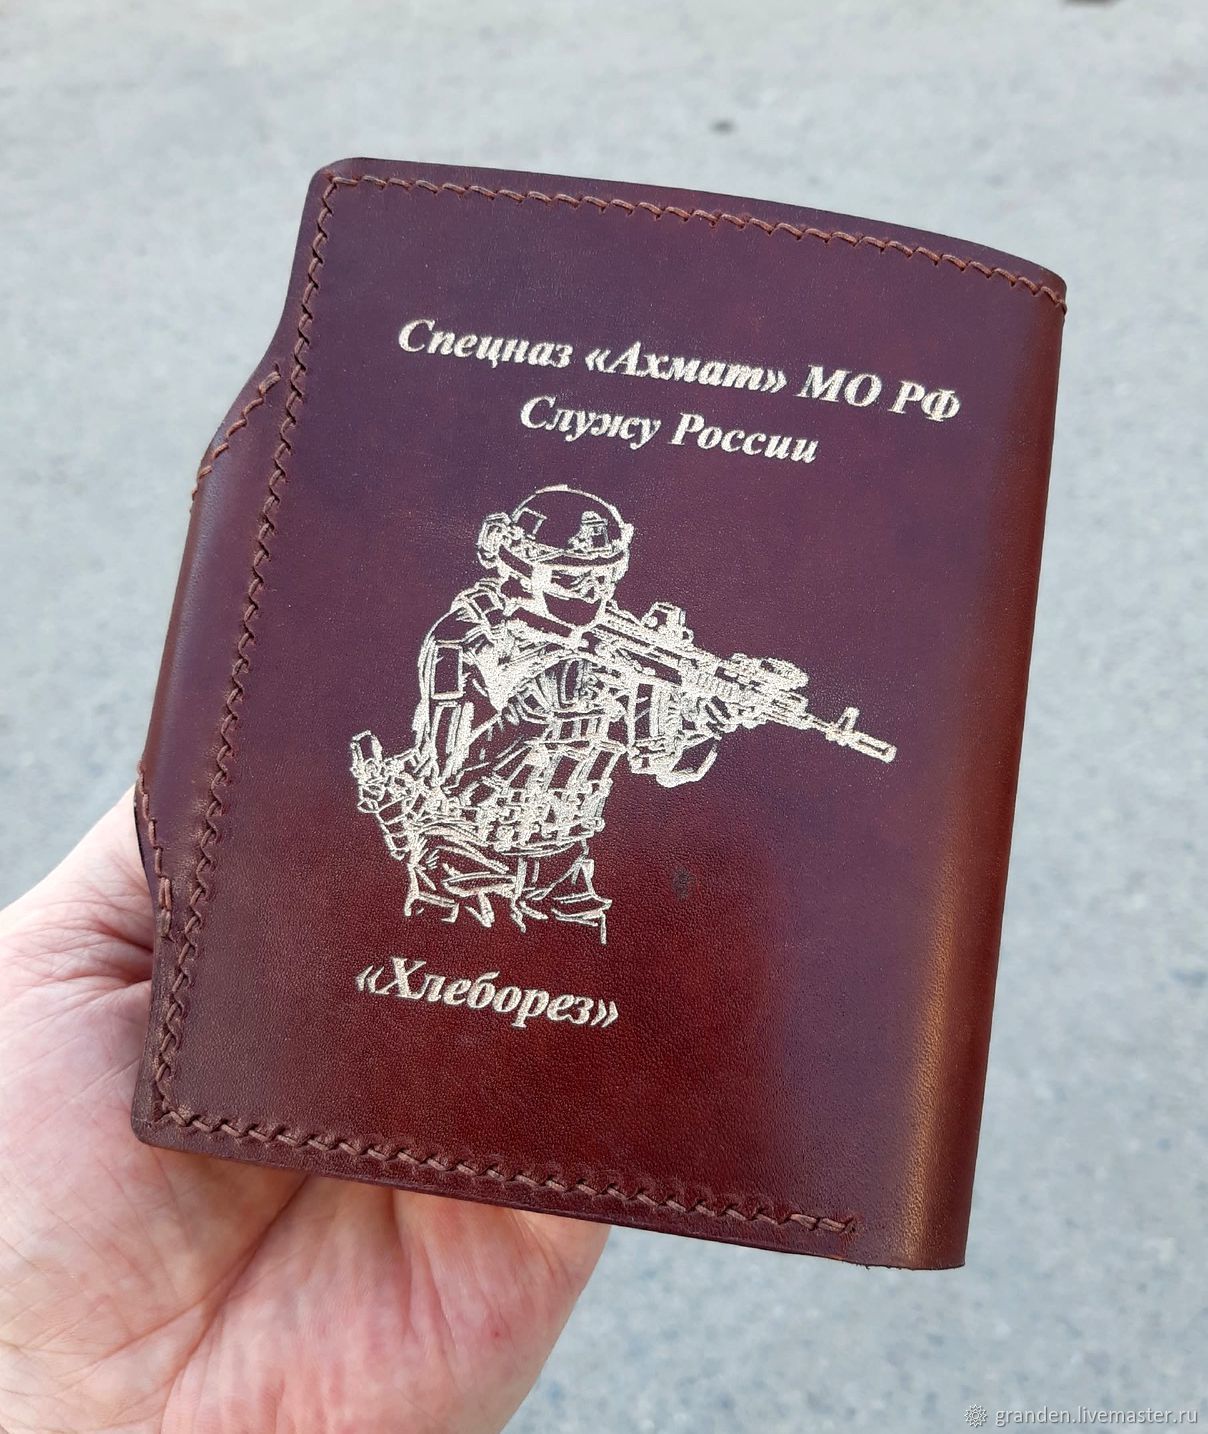 Спецназ «Ахмат» МО РФ
Служу России
«Хлеборез»
granden.livemaster.ru